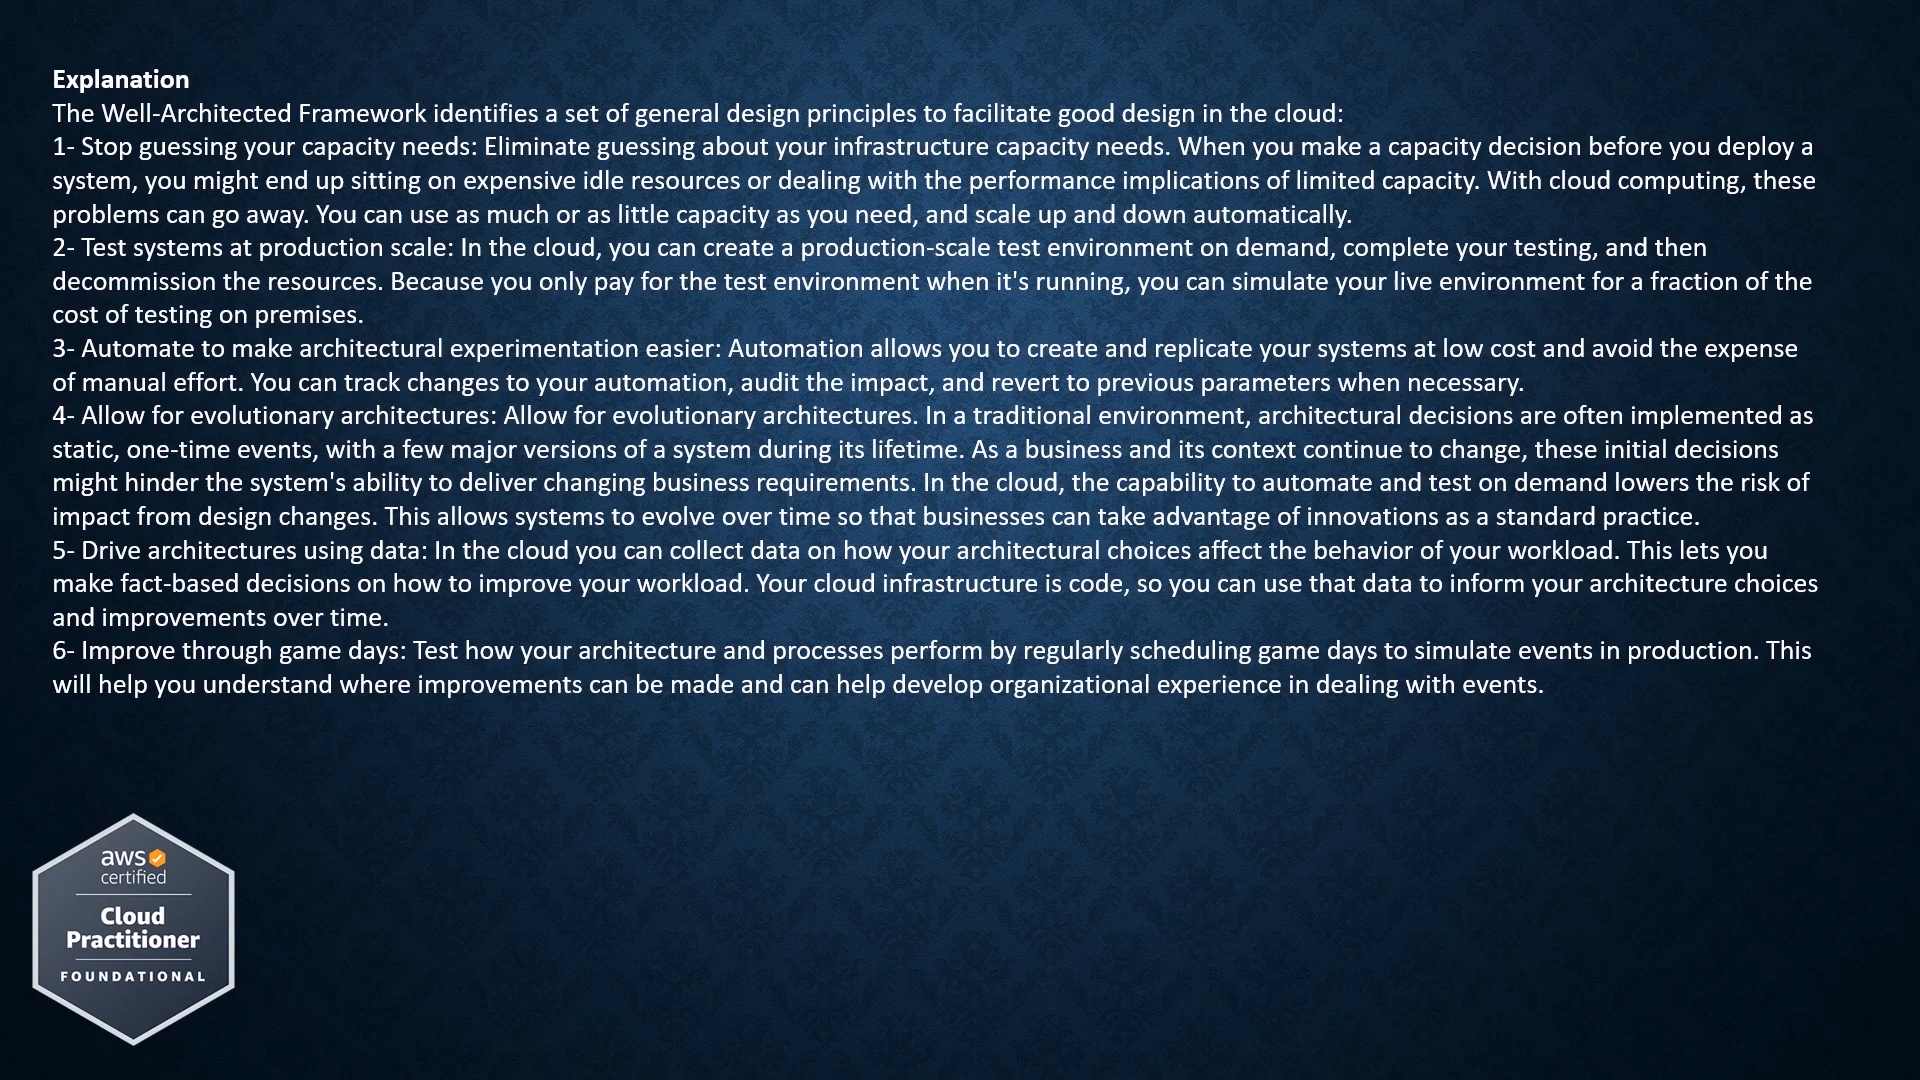 Explanation
The Well-Architected Framework identifies a set of general design principles to facilitate good design in the cloud:
1- Stop guessing your capacity needs: Eliminate guessing about your infrastructure capacity needs. When you make a capacity decision before you deploy a
system, you might end up sitting on expensive idle resources or dealing with the performance implications of limited capacity. With cloud computing, these
problems can go away. You can use as much or as little capacity as you need, and scale up and down automatically.
2- Test systems at production scale: In the cloud, you can create a production-scale test environment on demand, complete your testing, and then
decommission the resources. Because you only pay for the test environment when it's running, you can simulate your live environment for a fraction of the
cost of testing on premises.
3- Automate to make architectural experimentation easier: Automation allows you to create and replicate your systems at low cost and avoid the expense
of manual effort. You can track changes to your automation, audit the impact, and revert to previous parameters when necessary.
4- Allow for evolutionary architectures: Allow for evolutionary architectures. In a traditional environment, architectural decisions are often implemented as
static, one-time events, with a few major versions of a system during its lifetime. As a business and its context continue to change, these initial decisions
might hinder the system's ability to deliver changing business requirements. In the cloud, the capability to automate and test on demand lowers the risk of
impact from design changes. This allows systems to evolve over time so that businesses can take advantage of innovations as a standard practice.
5- Drive architectures using data: In the cloud you can collect data on how your architectural choices affect the behavior of your workload. This lets you
make fact-based decisions on how to improve your workload. Your cloud infrastructure is code, so you can use that data to inform your architecture choices
and improvements over time.
6- Improve through game days: Test how your architecture and processes perform by regularly scheduling game days to simulate events in production. This
will help you understand where improvements can be made and can help develop organizational experience in dealing with events.
aws
certified
Cloud
Practitioner
FOUNDATIONAL